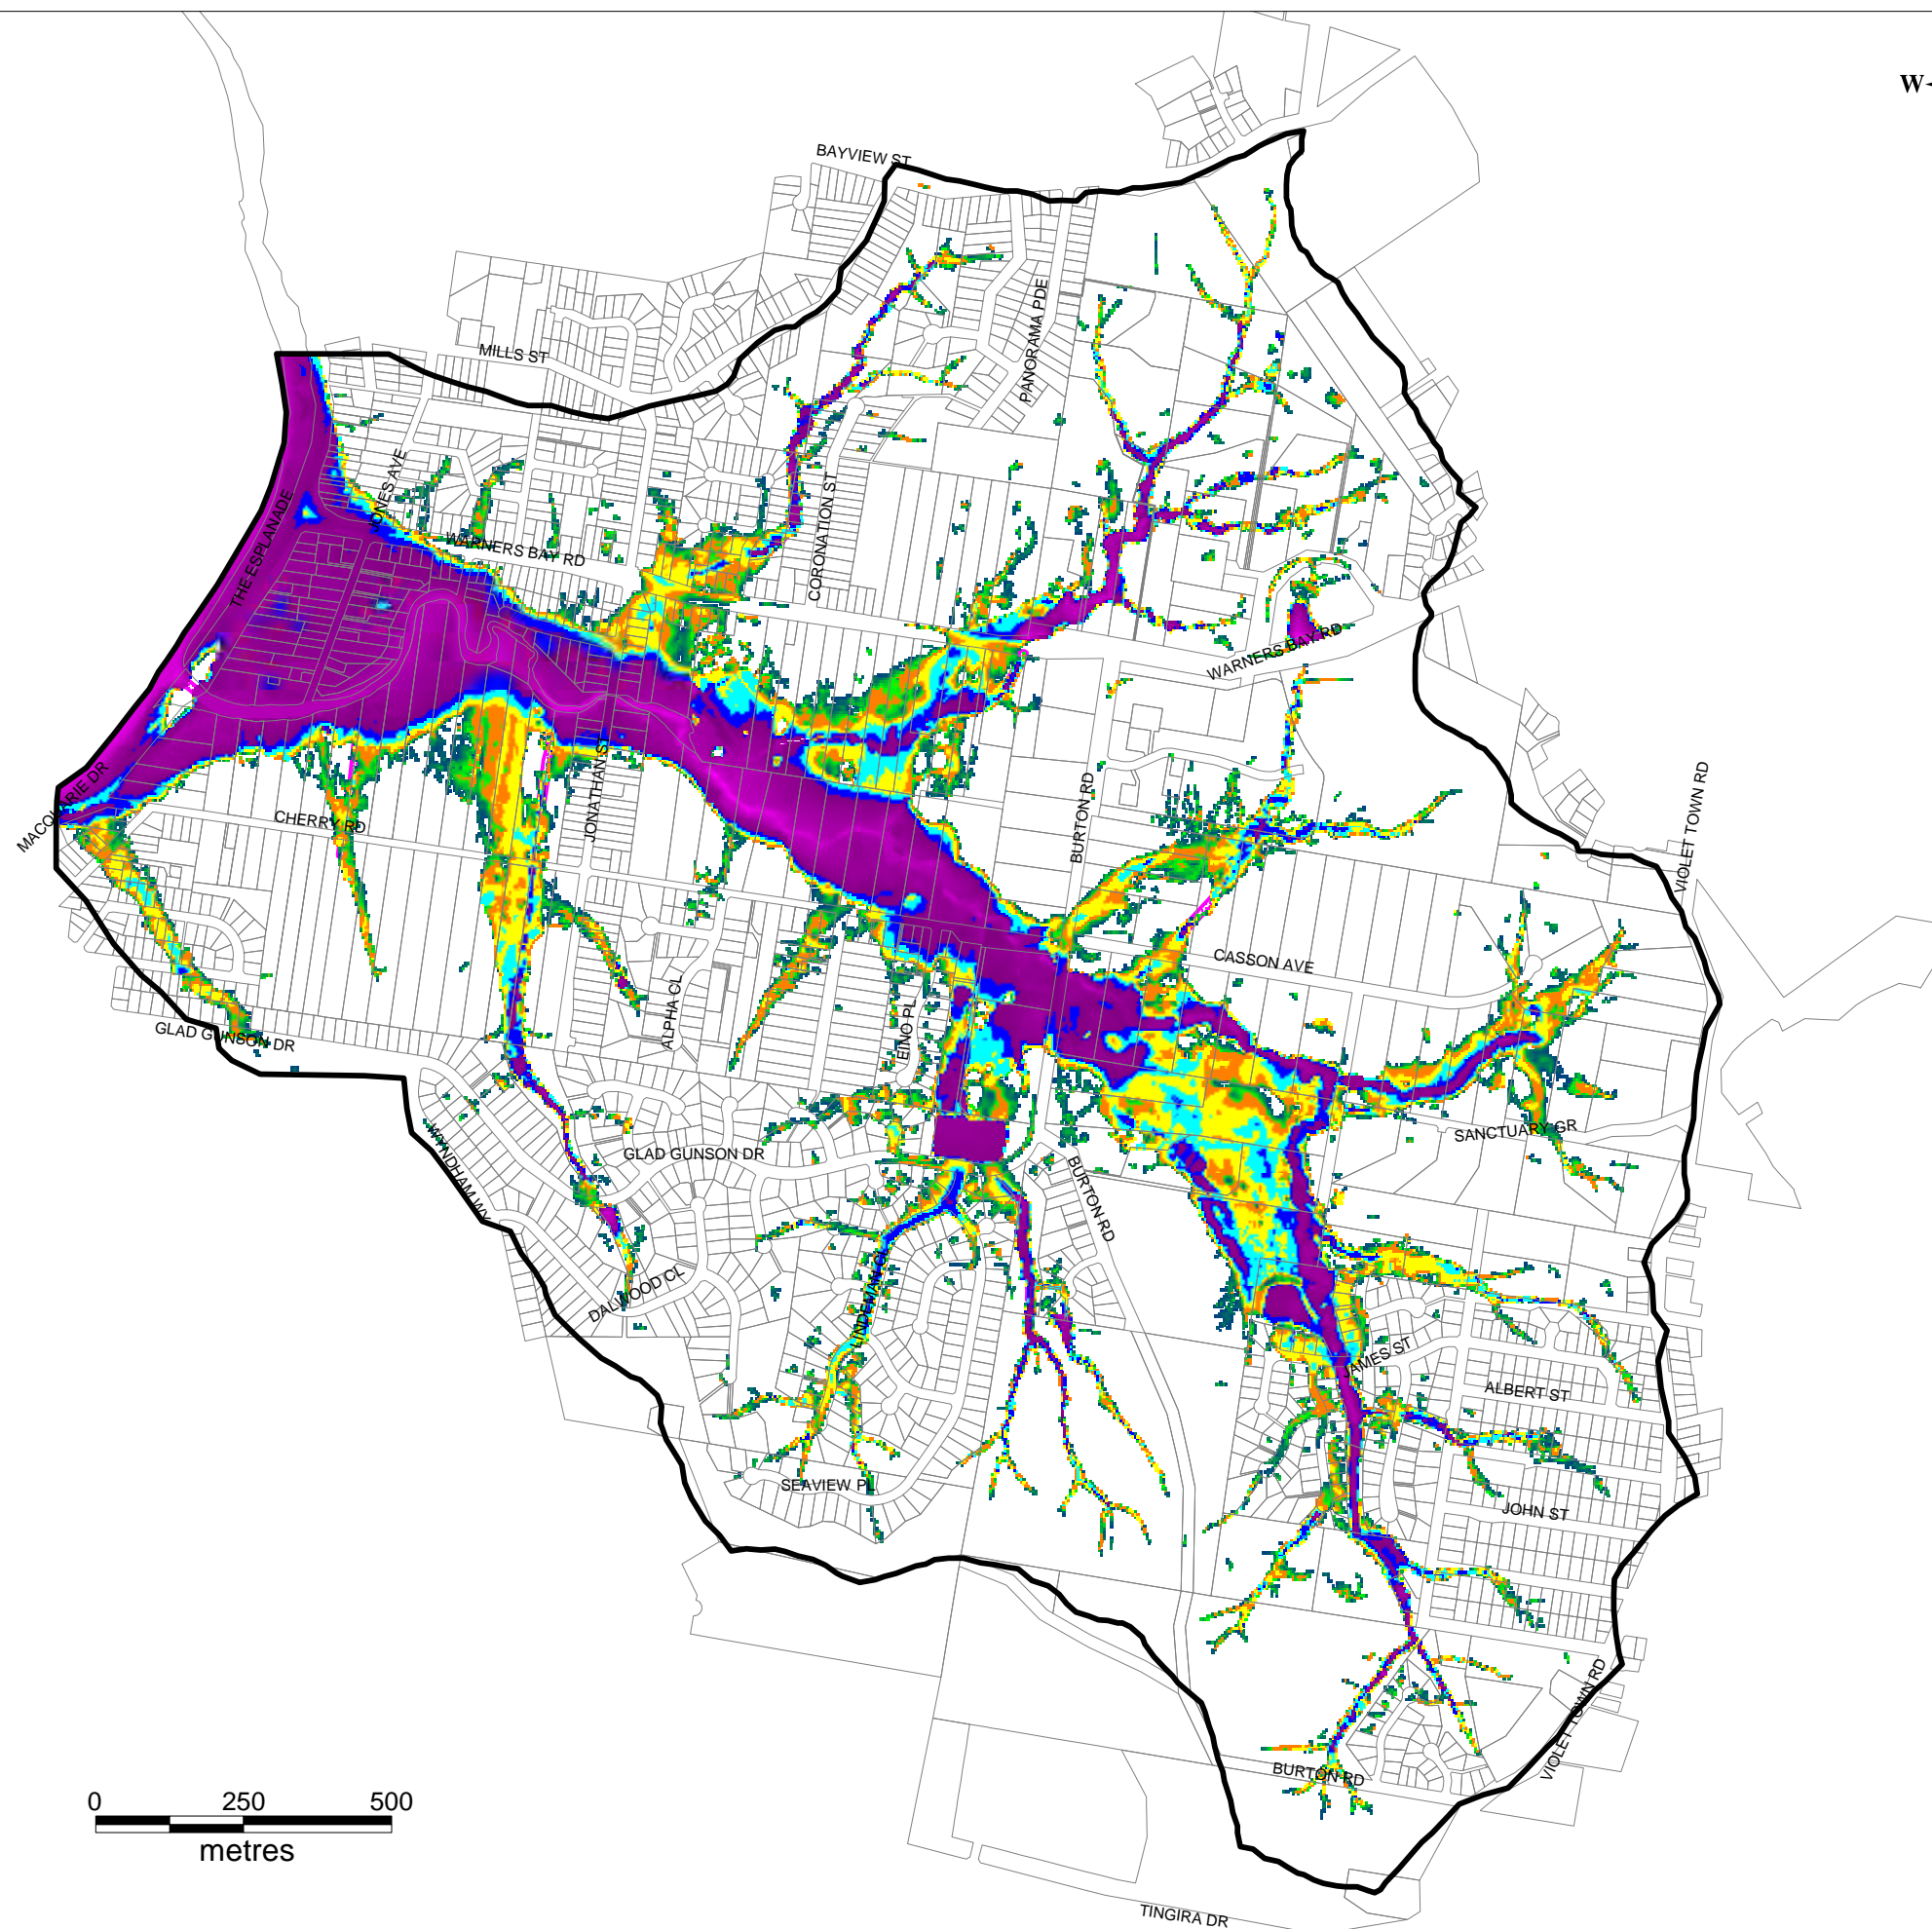 W
BAYVIEW ST
PANORAMA PDE
MILLS ST
JONES AVE
THE ESPLANADE
WARNERS BAY RD
CORONATION ST
WARNERS BAY RD
MACQUARIE DR
CHERRY RD
JONATHAN ST
BURTON RD
VIOLET TOWN RD
CASSON AVE
GLAD GUNSON DR
ALPHA CL
EINO PL
WYNDHAM WY
GLAD GUNSON DR
BURTON RD
SANCTUARY GR
DALWOOD CL
LINDEMAN CL
JAMES ST
ALBERT ST
SEAVIEW PL
JOHN ST
VIOLET TOWN RD
BURTON RD
0 250 500
metres
TINGIRA DR